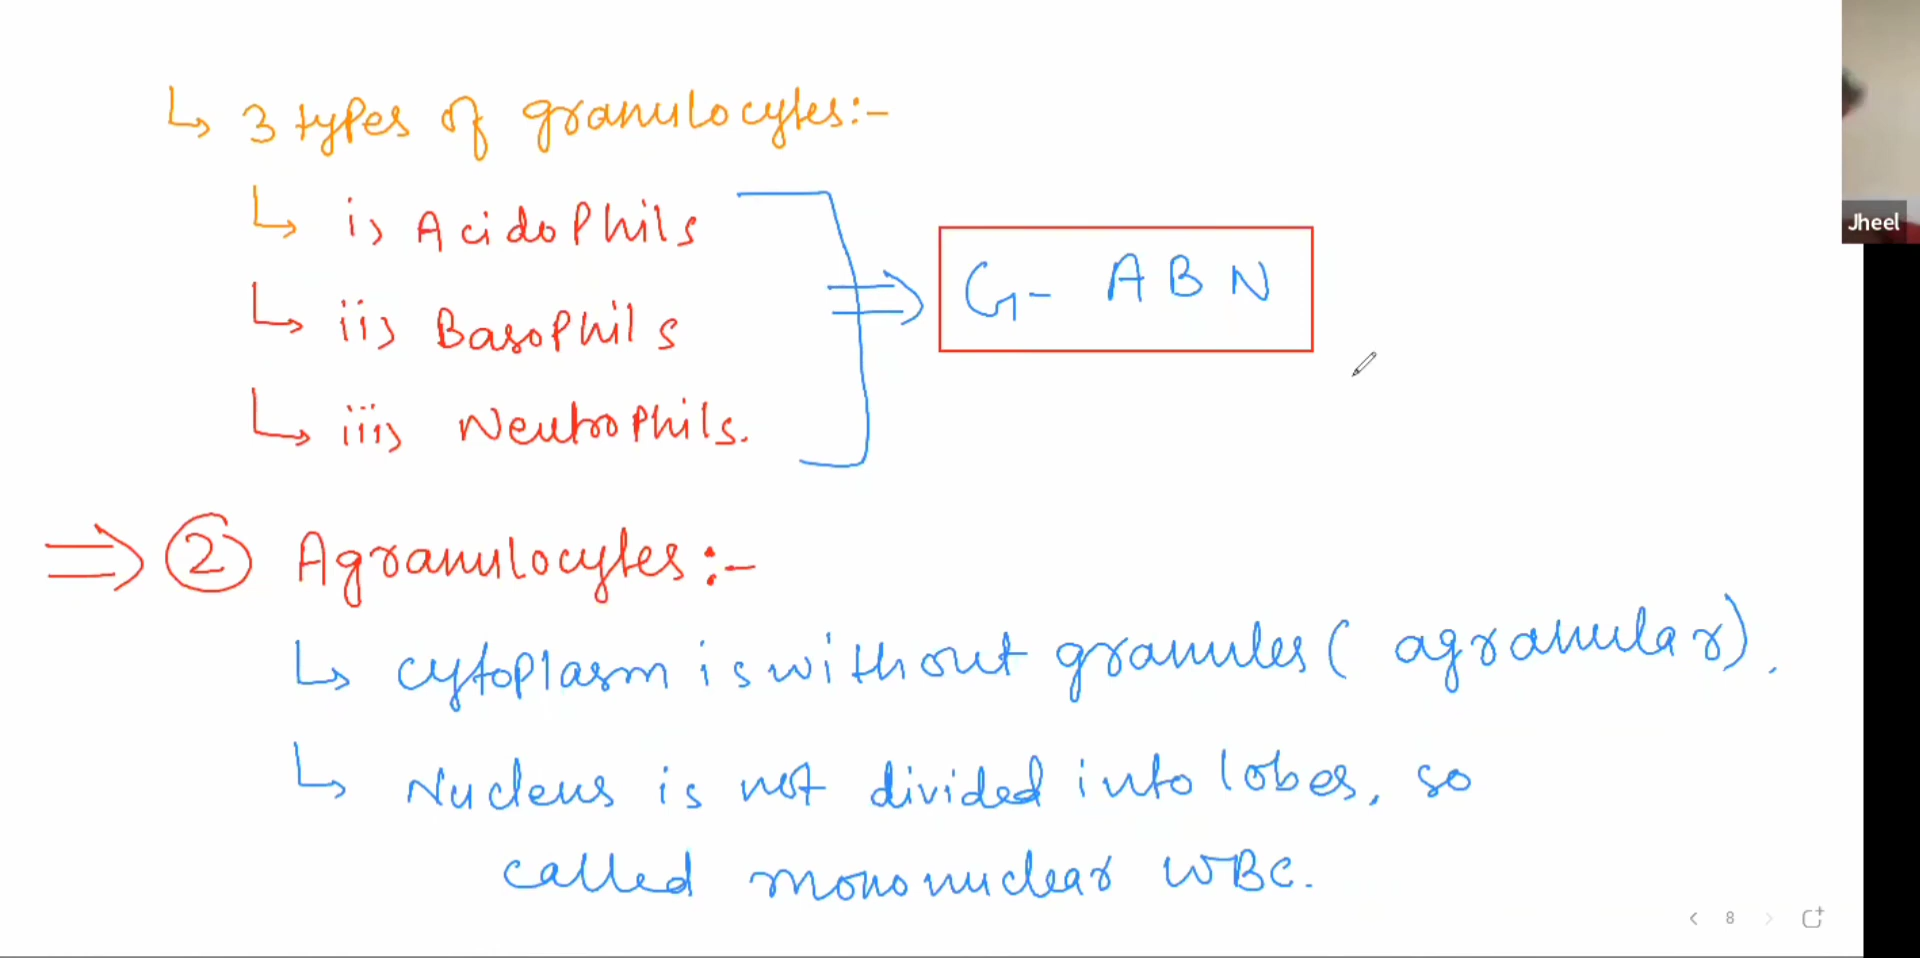 ↳ 3 types of granulocytes:-
↳ i) Acidophils
↳ ii) Basophils
↳ iii) Neutrophils.
G- A B N
Jheel
⇒ 2 Agranulocytes:-
↳ cytoplasm is without granules ( agranular).
↳ Nucleus is not divided into lobes, so
called mononuclear WBC.
< 8 >